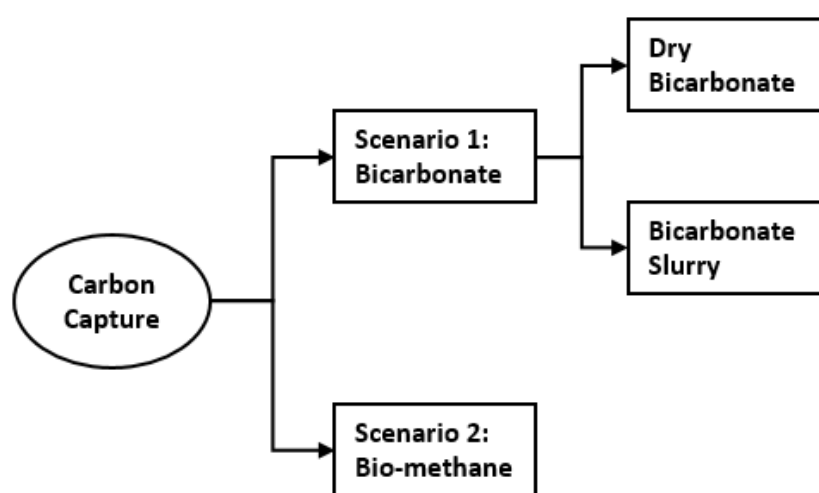 Dry
Bicarbonate
Scenario 1:
Bicarbonate
Bicarbonate
Slurry
Carbon
Capture
Scenario 2:
Bio-methane